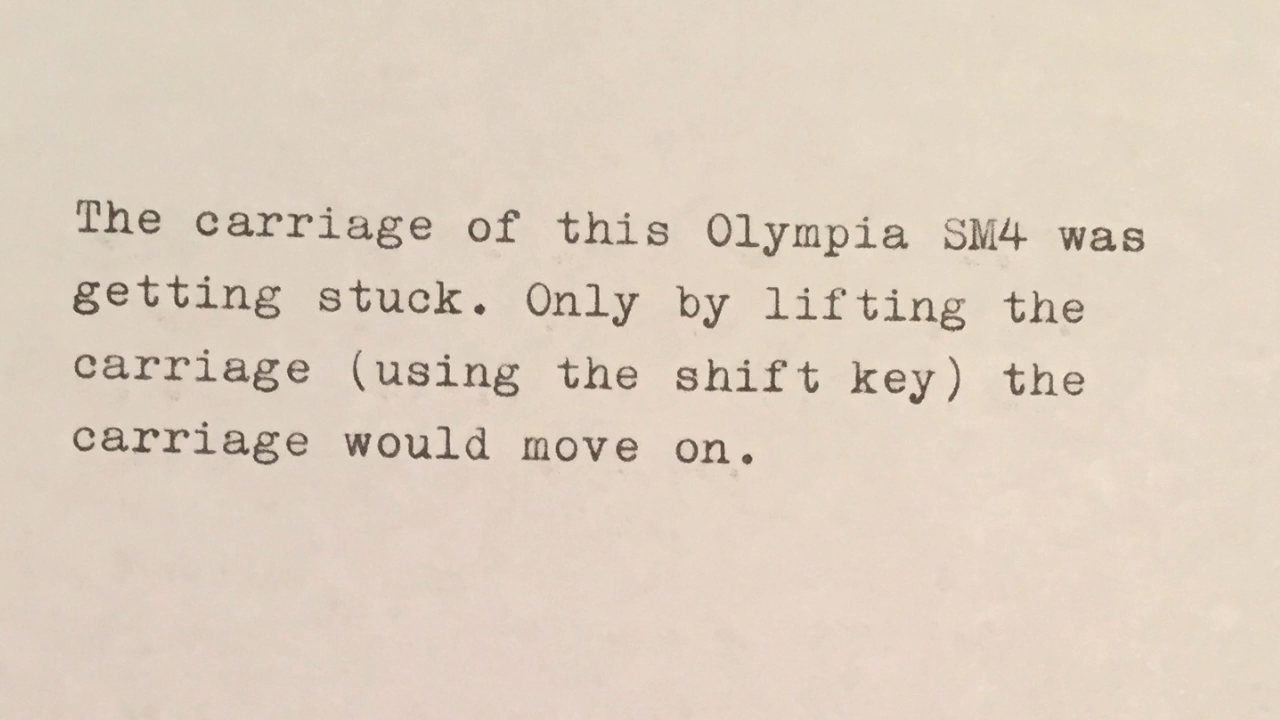 The carriage of this Olympia SM4 was
getting stuck. Only by lifting the
carriage (using the shift key) the
carriage would move on.